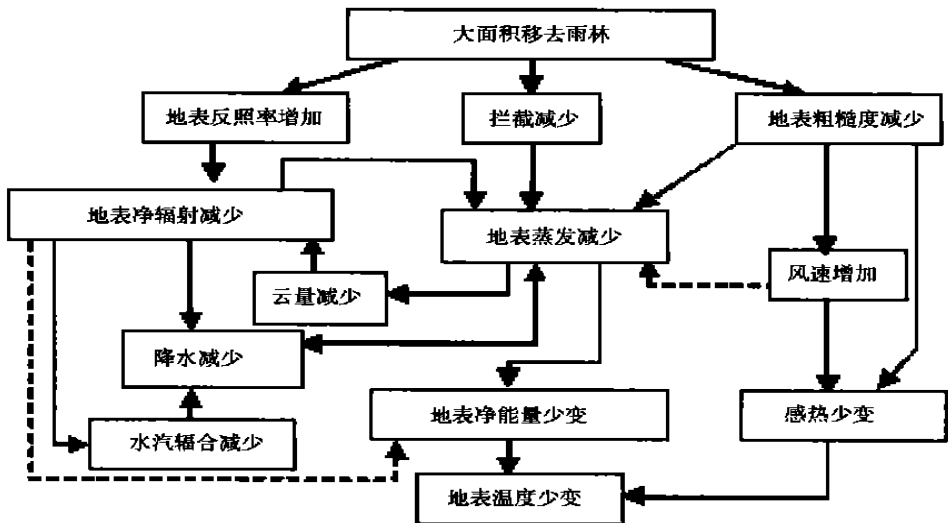 大面积移去雨林
地表反照率增加
拦截减少
地表粗糙度减少
地表净辐射减少
地表蒸发减少
云量减少
风速增加
降水减少
地表净能量少变
感热少变
水汽辐合减少
地表温度少变